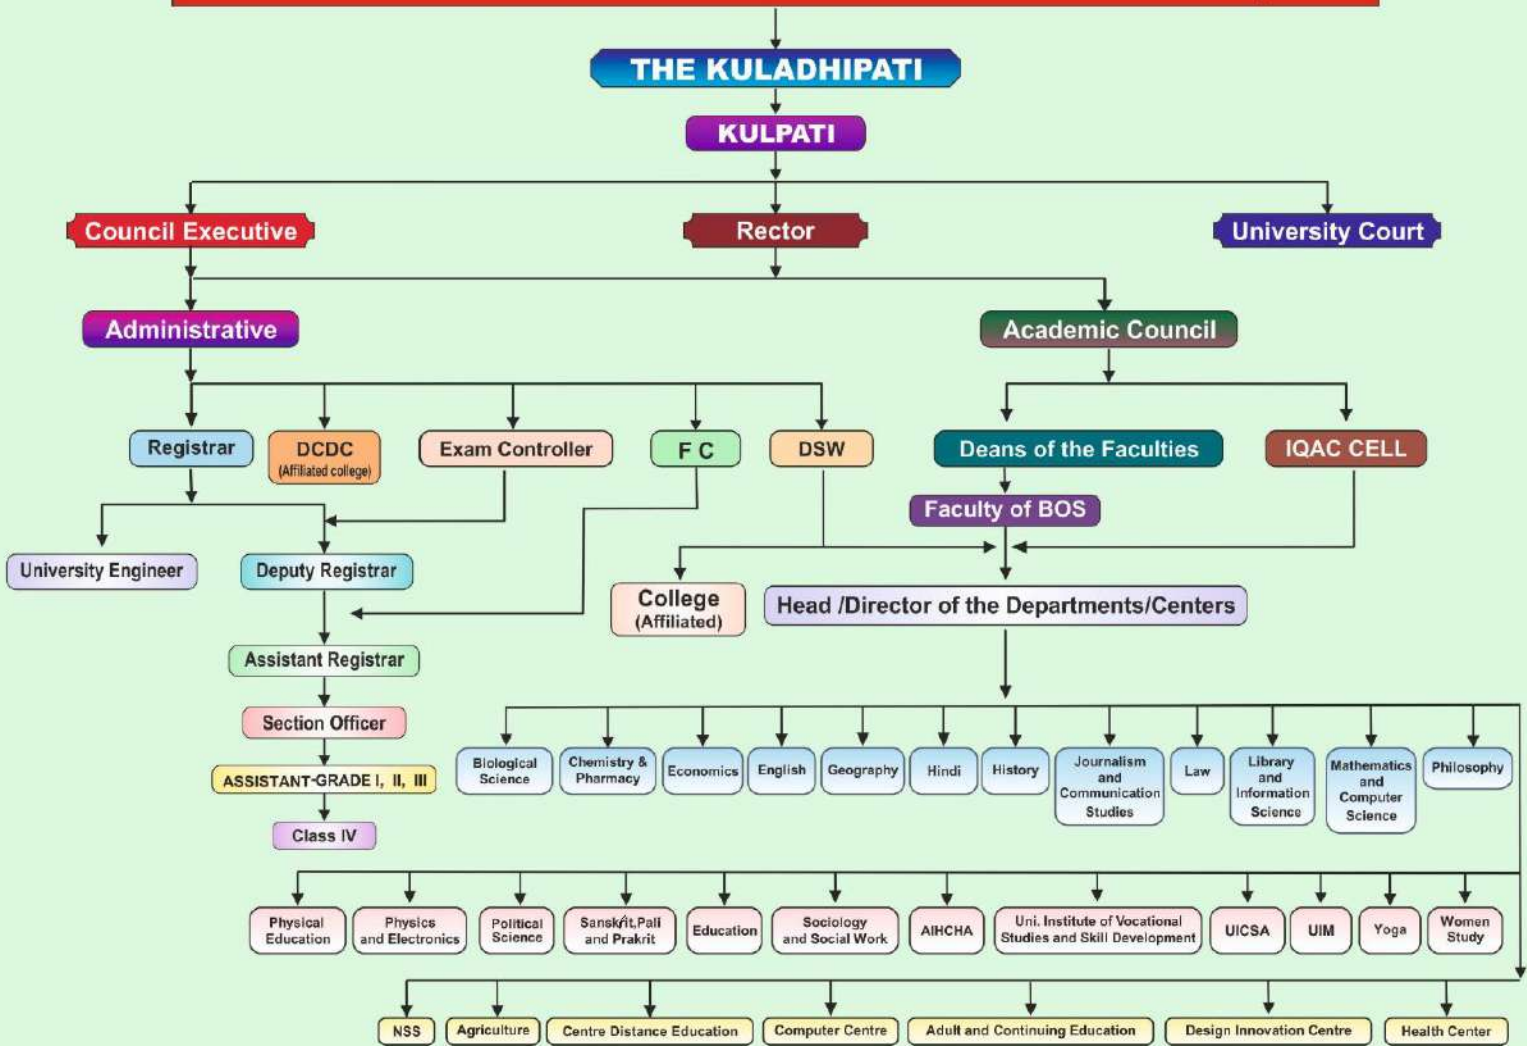 THE KULADHIPATI
KULPATI
Council Executive
Rector
University Court
Administrative
Academic Council
Registrar
DCDC
(Affiliated college)
Exam Controller
F C
DSW
Deans of the Faculties
IQAC CELL
Faculty of BOS
University Engineer
Deputy Registrar
College
(Affiliated)
Head /Director of the Departments/Centers
Assistant Registrar
Section Officer
ASSISTANT-GRADE I, II, III
Class IV
Biological
Science
Chemistry &
Pharmacy
Economics
English
Geography
Hindi
History
Journalism
and
Communication
Studies
Law
Library
and
Information
Science
Mathematics
and
Computer
Science
Philosophy
Physical
Education
Physics
and Electronics
Political
Science
Sanskrit,Pali
and Prakrit
Education
Sociology
and Social Work
AIHCHA
Uni. Institute of Vocational
Studies and Skill Development
UICSA
UIM
Yoga
Women
Study
NSS
Agriculture
Centre Distance Education
Computer Centre
Adult and Continuing Education
Design Innovation Centre
Health Center